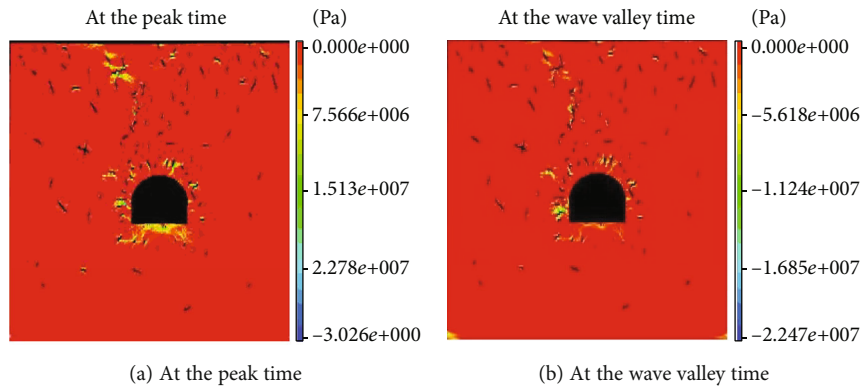 At the peak time
(Pa)
0.000e+000
7.566e+006
1.513e+007
2.278e+007
−3.026e+000
(a) At the peak time
At the wave valley time
(Pa)
0.000e+000
−5.618e+006
−1.124e+007
−1.685e+007
−2.247e+007
(b) At the wave valley time